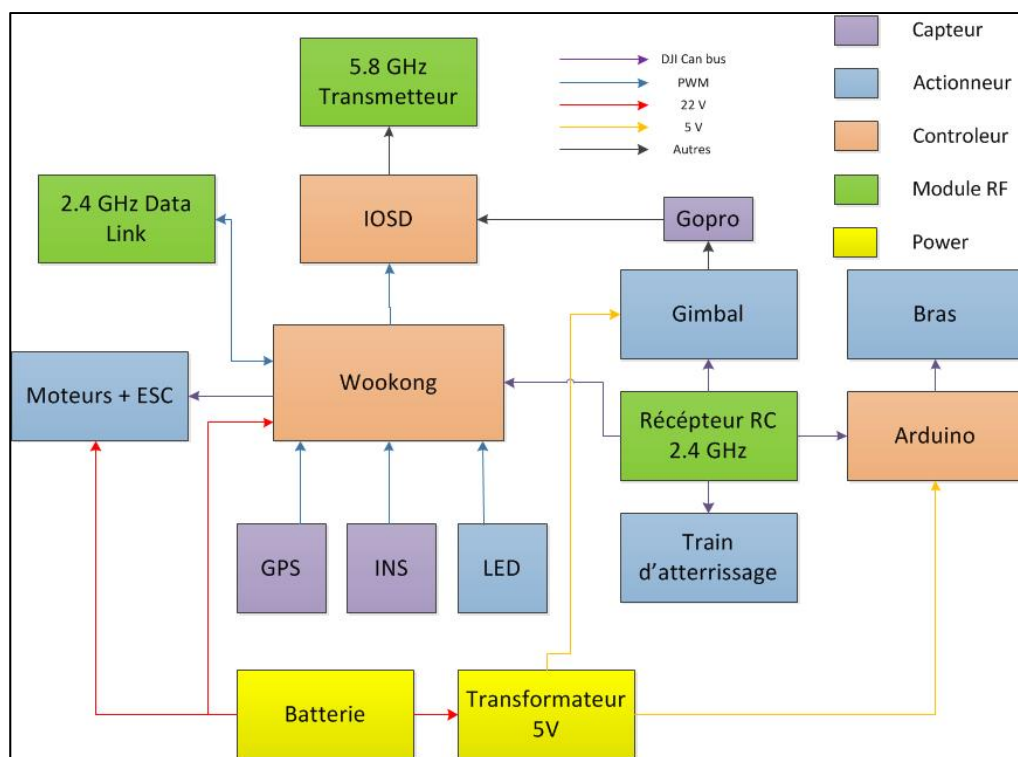 5.8 GHz
Transmetteur
DJI Can bus
PWM
22 V
5 V
Autres
Capteur
Actionneur
Controleur
Module RF
Power
2.4 GHz Data
Link
IOSD
Gopro
Gimbal
Bras
Moteurs + ESC
Wookong
Récépteur RC
2.4 GHz
Arduino
GPS
INS
LED
Train
d'atterrissage
Batterie
Transformateur
5V